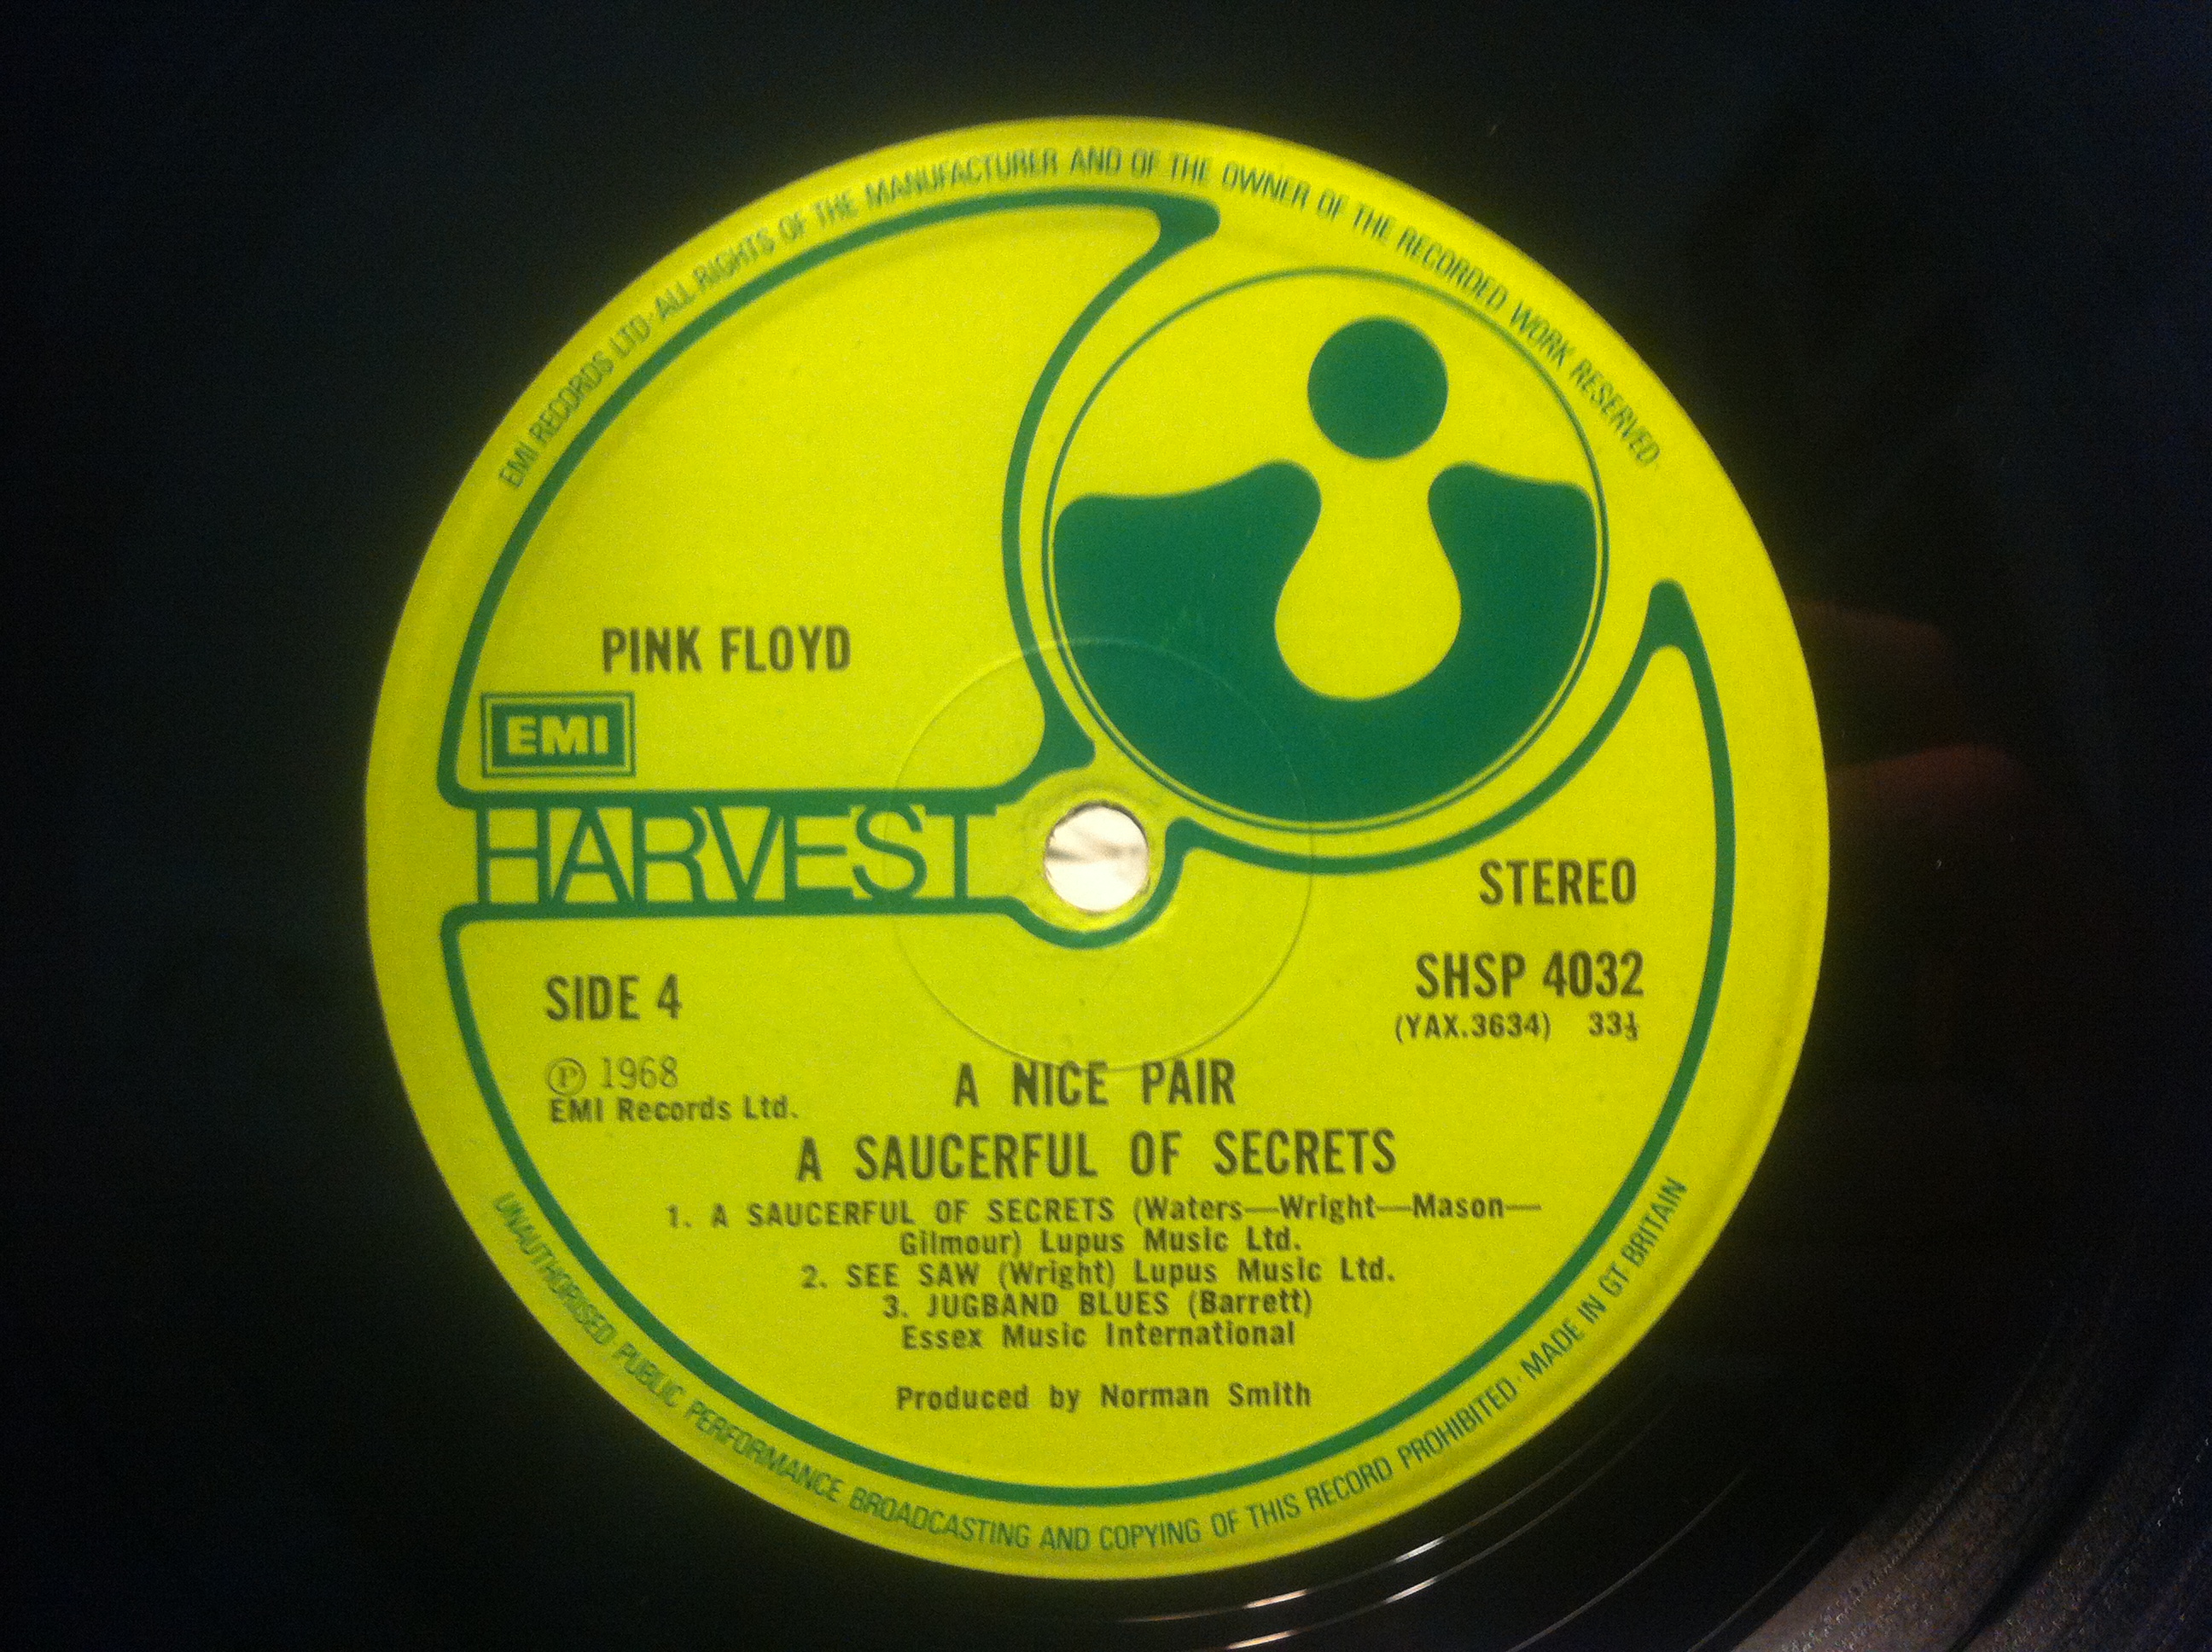 EMI RECORDS LTD · ALL RIGHTS OF THE MANUFACTURER AND OF THE OWNER OF THE RECORDED WORK RESERVED ·
PINK FLOYD
EMI
HARVEST
STEREO
SHSP 4032
(YAX.3634) 33⅓
SIDE 4
℗ 1968
EMI Records Ltd.
A NICE PAIR
A SAUCERFUL OF SECRETS
1. A SAUCERFUL OF SECRETS (Waters—Wright—Mason—
Gilmour) Lupus Music Ltd.
2. SEE SAW (Wright) Lupus Music Ltd.
3. JUGBAND BLUES (Barrett)
Essex Music International
Produced by Norman Smith
UNAUTHORISED PUBLIC PERFORMANCE BROADCASTING AND COPYING OF THIS RECORD PROHIBITED · MADE IN GT BRITAIN